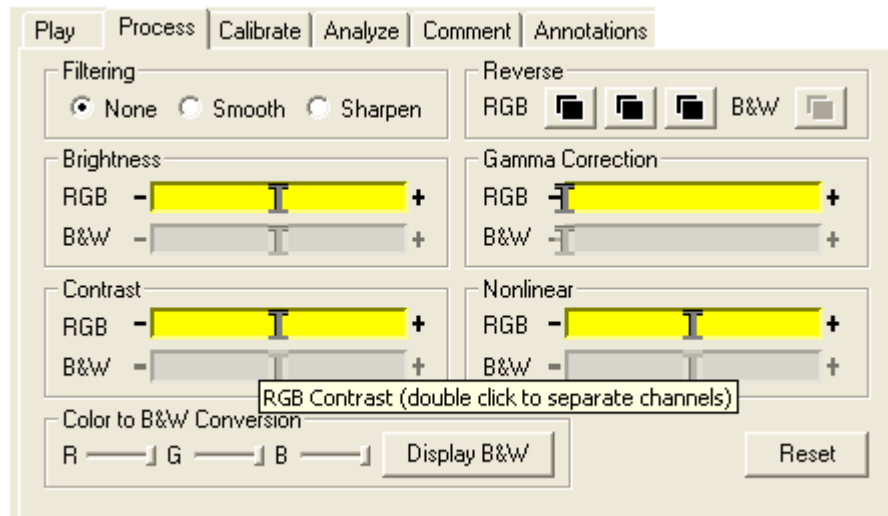 Play Process Calibrate Analyze Comment Annotations
Filtering
None Smooth Sharpen
Reverse
RGB B&W
Brightness
RGB - +
B&W - +
Gamma Correction
RGB - +
B&W - +
Contrast
RGB - +
B&W - +
Nonlinear
RGB - +
B&W - +
RGB Contrast (double click to separate channels)
Color to B&W Conversion
R G B Display B&W
Reset